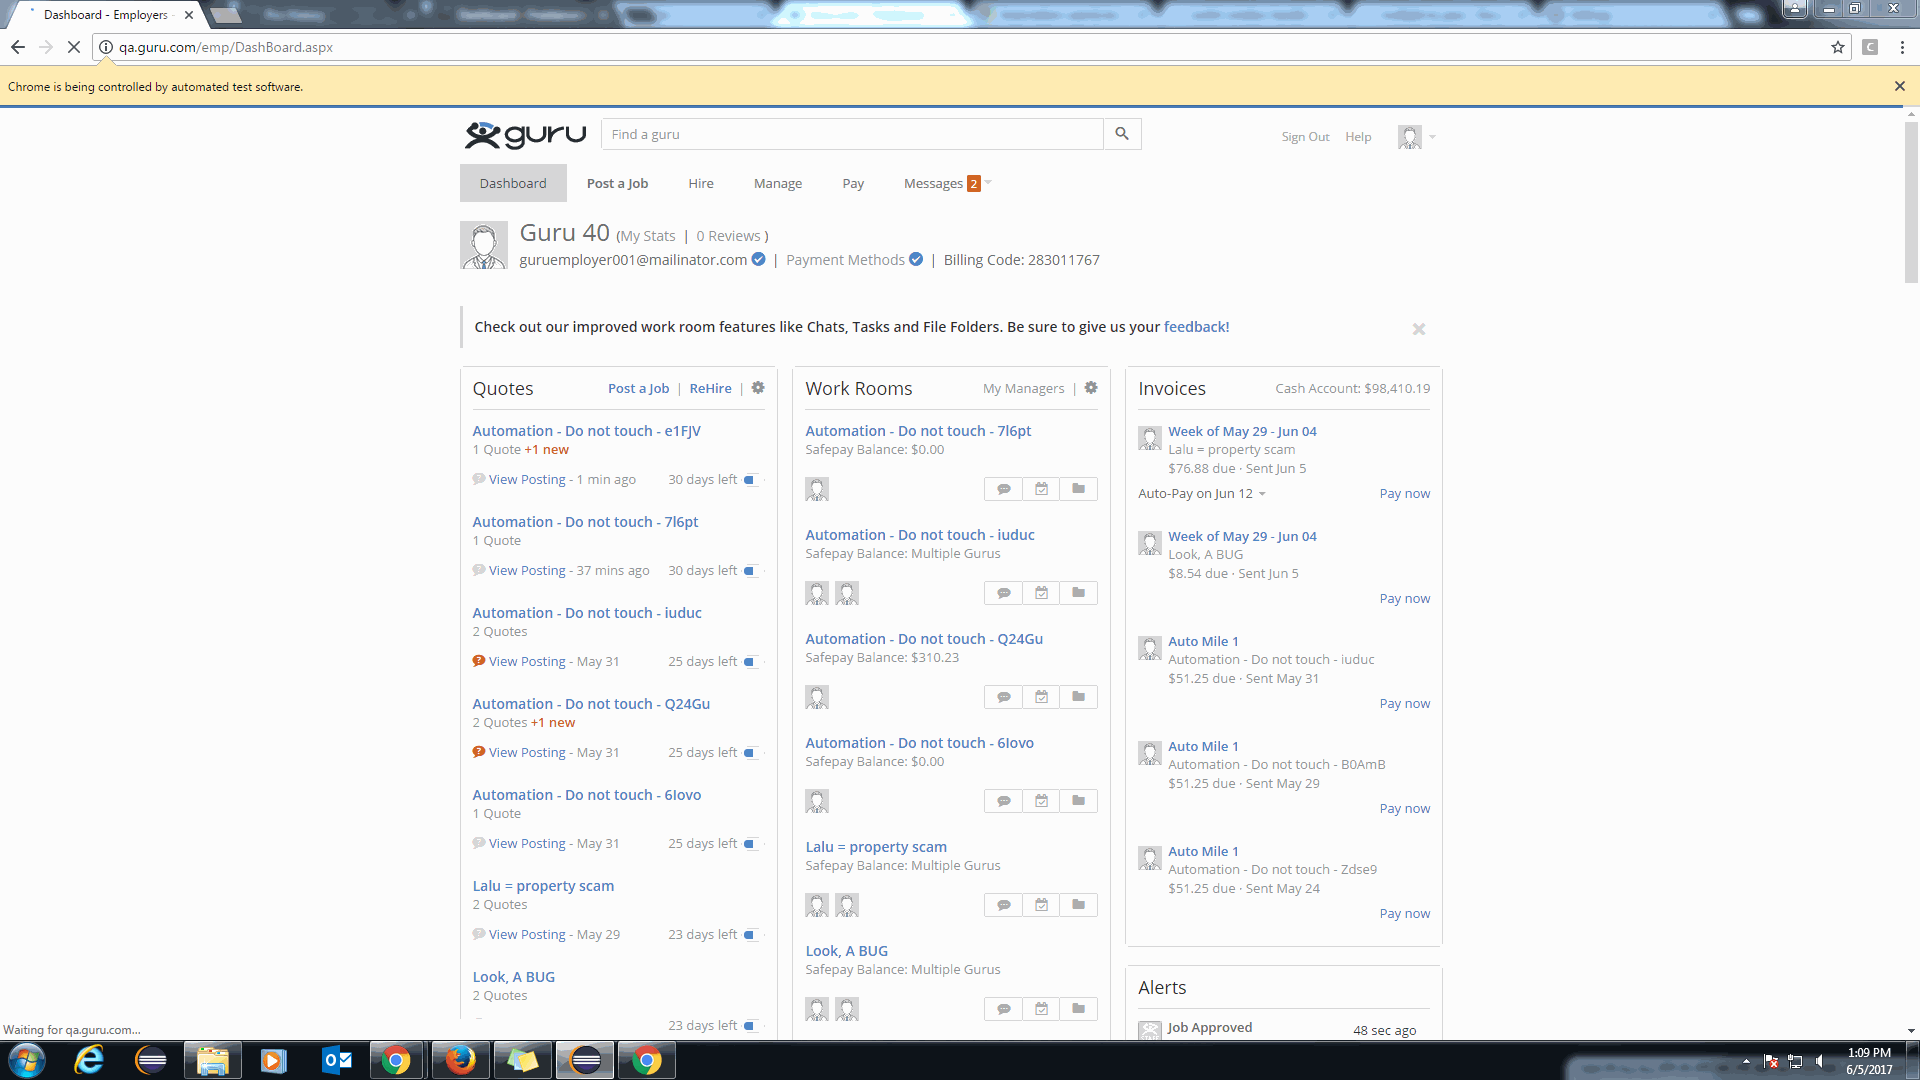 Dashboard - Employers -
qa.guru.com/emp/DashBoard.aspx
C
Chrome is being controlled by automated test software.
guru
Find a guru
Sign Out Help
Dashboard Post a Job Hire Manage Pay Messages 2
Guru 40 (My Stats | 0 Reviews )
guruemployer001@mailinator.com | Payment Methods | Billing Code: 283011767
Check out our improved work room features like Chats, Tasks and File Folders. Be sure to give us your feedback!
Quotes Post a Job | ReHire |
Automation - Do not touch - e1FJV
1 Quote +1 new
View Posting - 1 min ago 30 days left
Automation - Do not touch - 7l6pt
1 Quote
View Posting - 37 mins ago 30 days left
Automation - Do not touch - iuduc
2 Quotes
View Posting - May 31 25 days left
Automation - Do not touch - Q24Gu
2 Quotes +1 new
View Posting - May 31 25 days left
Automation - Do not touch - 6Iovo
1 Quote
View Posting - May 31 25 days left
Lalu = property scam
2 Quotes
View Posting - May 29 23 days left
Look, A BUG
2 Quotes
23 days left
Work Rooms My Managers |
Automation - Do not touch - 7l6pt
Safepay Balance: $0.00
Automation - Do not touch - iuduc
Safepay Balance: Multiple Gurus
Automation - Do not touch - Q24Gu
Safepay Balance: $310.23
Automation - Do not touch - 6Iovo
Safepay Balance: $0.00
Lalu = property scam
Safepay Balance: Multiple Gurus
Look, A BUG
Safepay Balance: Multiple Gurus
Invoices Cash Account: $98,410.19
Week of May 29 - Jun 04
Lalu = property scam
$76.88 due · Sent Jun 5
Auto-Pay on Jun 12 Pay now
Week of May 29 - Jun 04
Look, A BUG
$8.54 due · Sent Jun 5
Pay now
Auto Mile 1
Automation - Do not touch - iuduc
$51.25 due · Sent May 31
Pay now
Auto Mile 1
Automation - Do not touch - B0AmB
$51.25 due · Sent May 29
Pay now
Auto Mile 1
Automation - Do not touch - Zdse9
$51.25 due · Sent May 24
Pay now
Alerts
Job Approved 48 sec ago
Waiting for qa.guru.com...
1:09 PM
6/5/2017